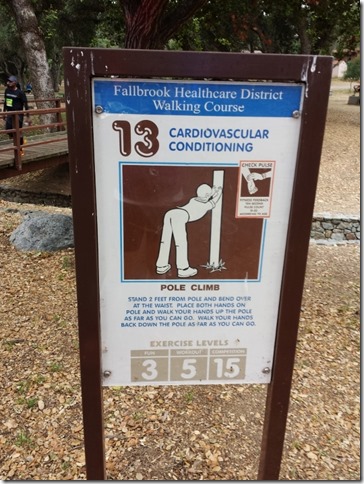 Fallbrook Healthcare District
Walking Course
13 CARDIOVASCULAR
CONDITIONING
CHECK PULSE
POLE CLIMB
STAND 2 FEET FROM POLE AND BEND OVER
AT THE WAIST, PLACE BOTH HANDS ON
POLE AND WALK YOUR HANDS UP THE POLE
AS FAR AS YOU CAN GO. WALK YOUR HANDS
BACK DOWN THE POLE AS FAR AS YOU CAN GO.
EXERCISE LEVELS
FUN WORKOUT COMPETITION
3 5 15